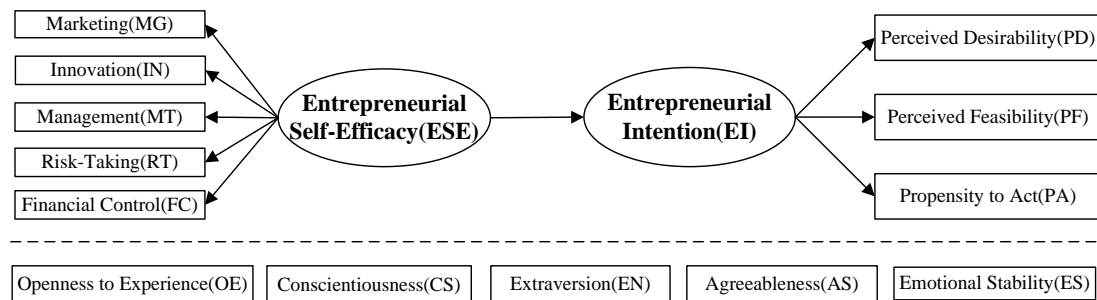 Marketing(MG)
Innovation(IN)
Management(MT)
Risk-Taking(RT)
Financial Control(FC)
Entrepreneurial
Self-Efficacy(ESE)
Entrepreneurial
Intention(EI)
Perceived Desirability(PD)
Perceived Feasibility(PF)
Propensity to Act(PA)
Openness to Experience(OE)
Conscientiousness(CS)
Extraversion(EN)
Agreeableness(AS)
Emotional Stability(ES)